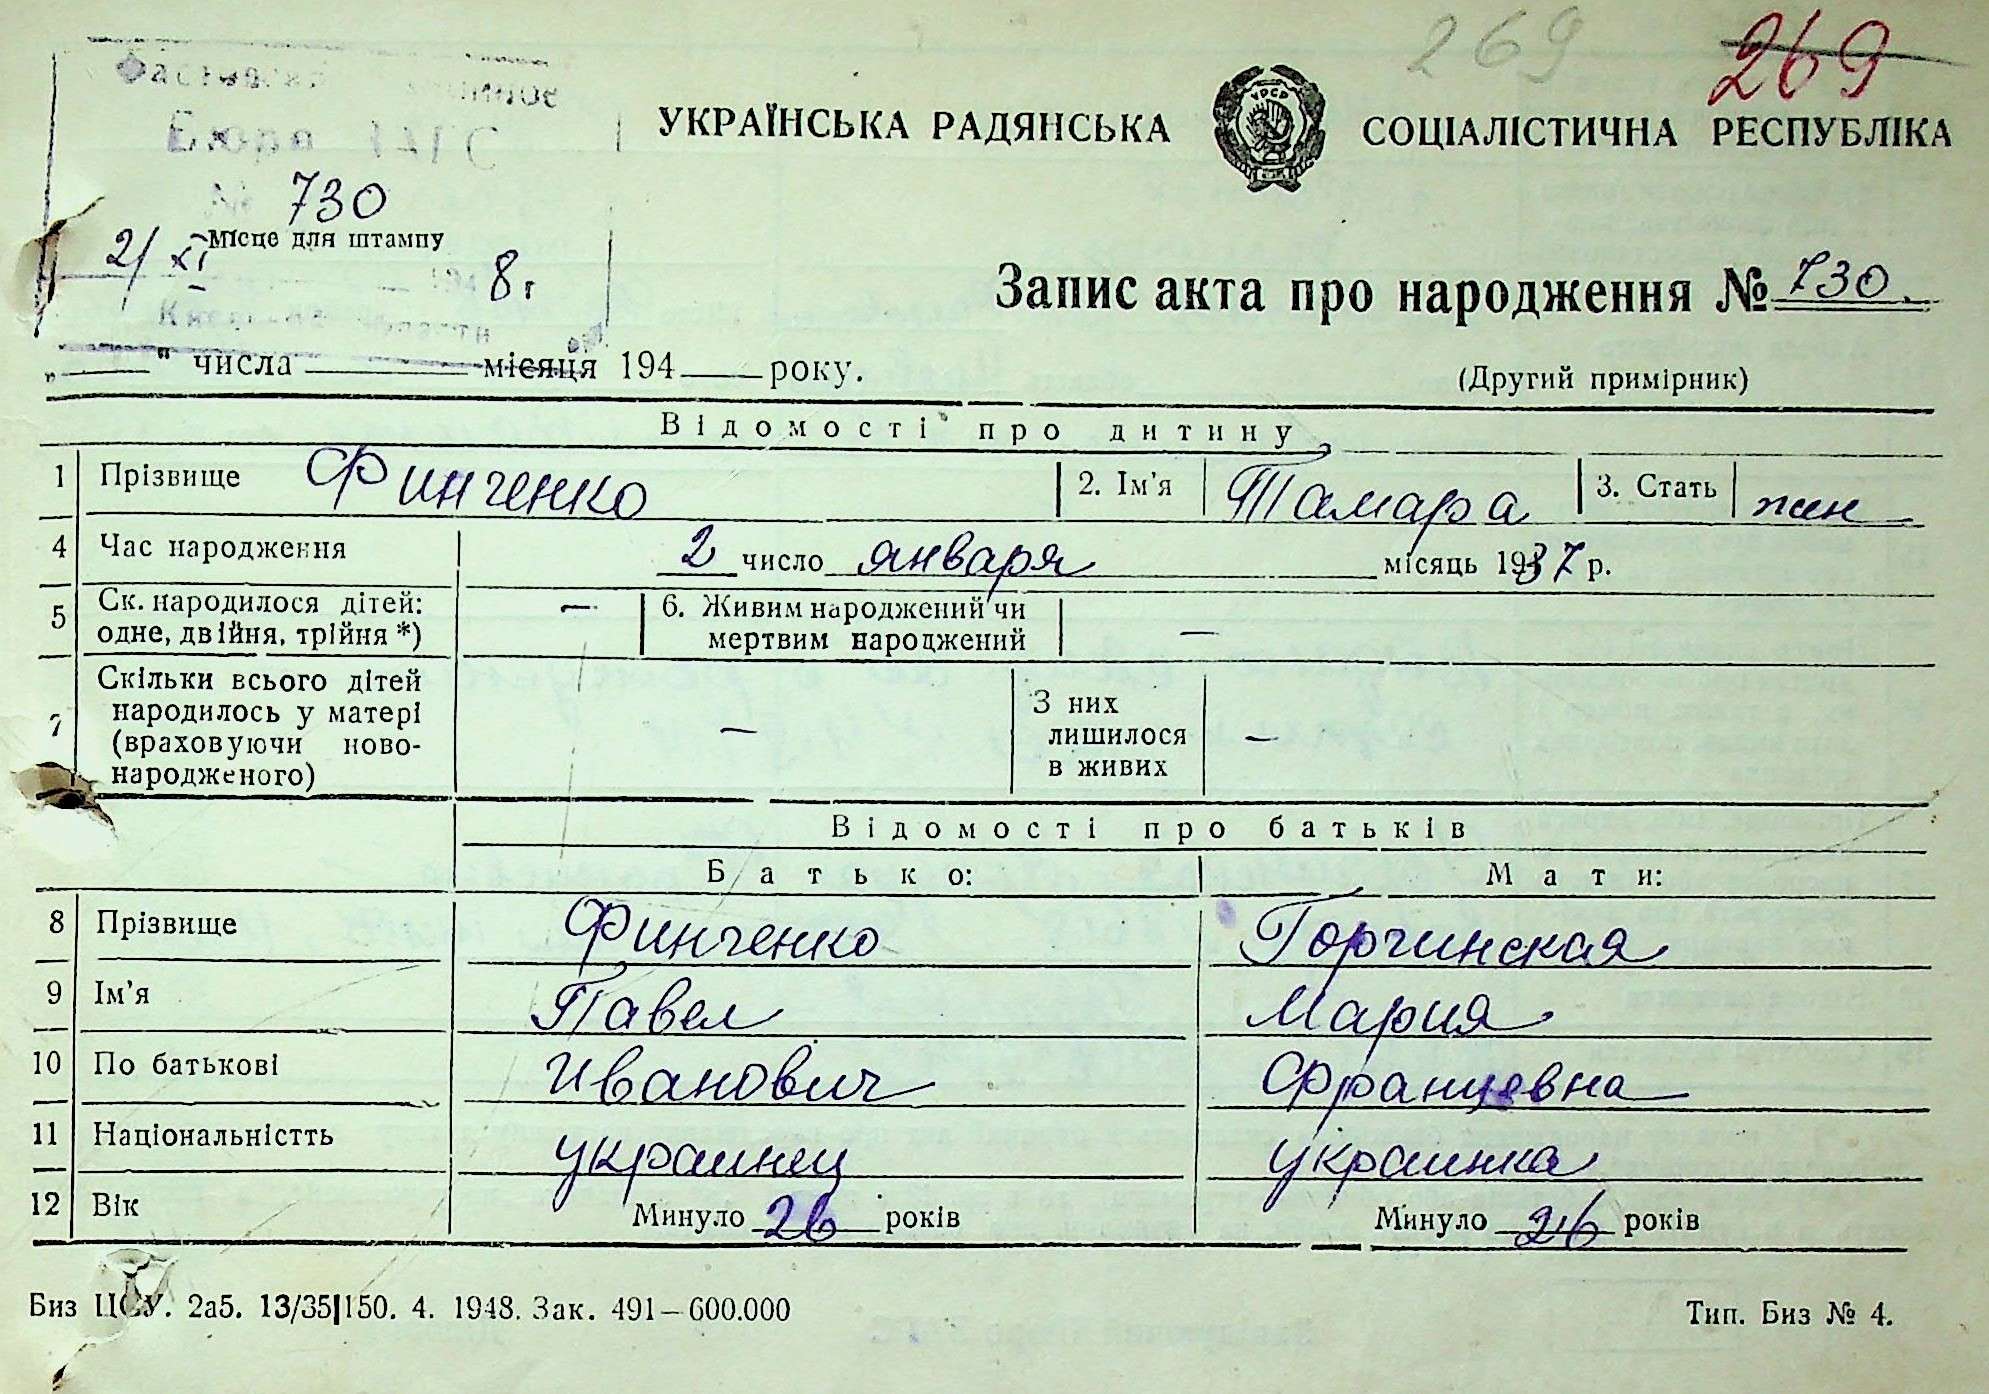 269 269
УКРАЇНСЬКА РАДЯНСЬКА СОЦІАЛІСТИЧНА РЕСПУБЛІКА
УРСР
Бюро ЗАГС
№ 730
Місце для штампу
2/XI 194 8 г
Запис акта про народження № 730.
„ " числа місяця 194 року.
(Другий примірник)
Відомості про дитину
1 Прізвище Финченко 2. Ім'я Тамара 3. Стать жен
4 Час народження 2 число января місяць 1937 р.
5 Ск. народилося дітей: — 6. Живим народжений чи —
одне, двійня, трійня *) мертвим народжений
7 Скільки всього дітей — З них —
народилось у матері лишилося
(враховуючи ново- в живих
народженого)
Відомості про батьків
Батько: Мати:
8 Прізвище Финченко Горчинская
9 Ім'я Павел Мария
10 По батькові Иванович Францевна
11 Національністть украинец украинка
12 Вік Минуло 26 років Минуло 26 років
Биз ЦСУ. 2аб. 13/35|150. 4. 1948. Зак. 491—600.000
Тип. Биз № 4.